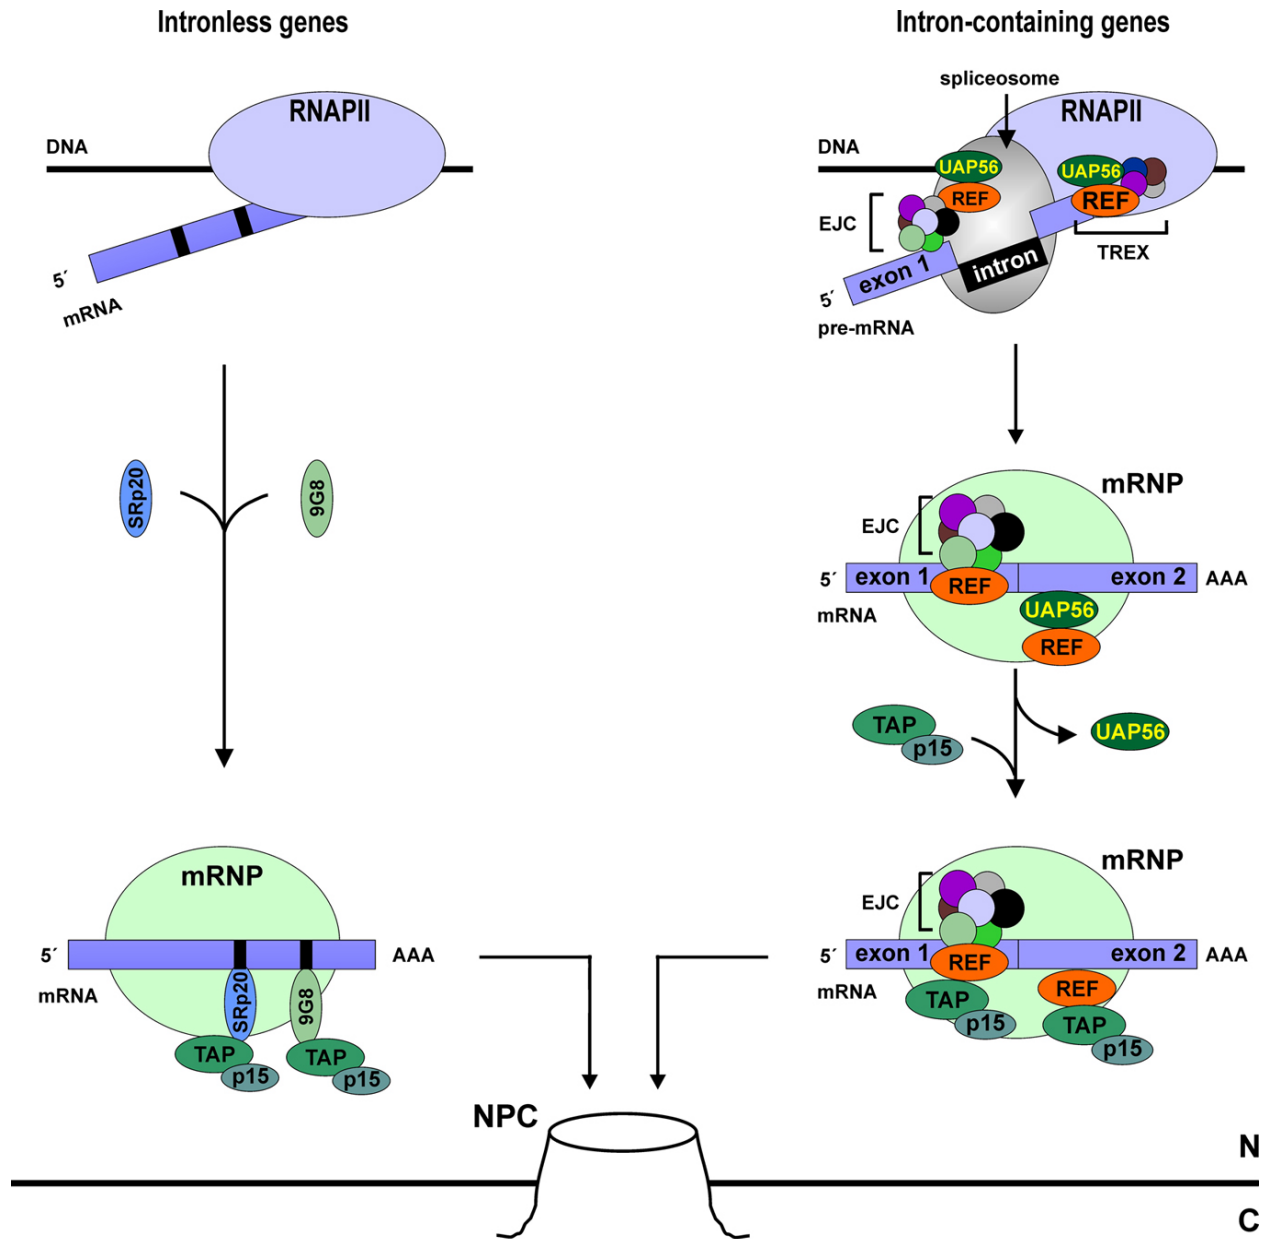 Intronless genes
RNAPII
DNA
5´
mRNA
SRp20
9G8
mRNP
5´
AAA
mRNA
SRp20
9G8
TAP
p15
TAP
p15
Intron-containing genes
spliceosome
RNAPII
DNA
UAP56
REF
UAP56
REF
EJC
TREX
exon 1
intron
5´
pre-mRNA
mRNP
EJC
5´
exon 1
exon 2
AAA
REF
mRNA
UAP56
REF
TAP
p15
UAP56
mRNP
EJC
5´
exon 1
exon 2
AAA
REF
mRNA
REF
TAP
p15
TAP
p15
NPC
N
C